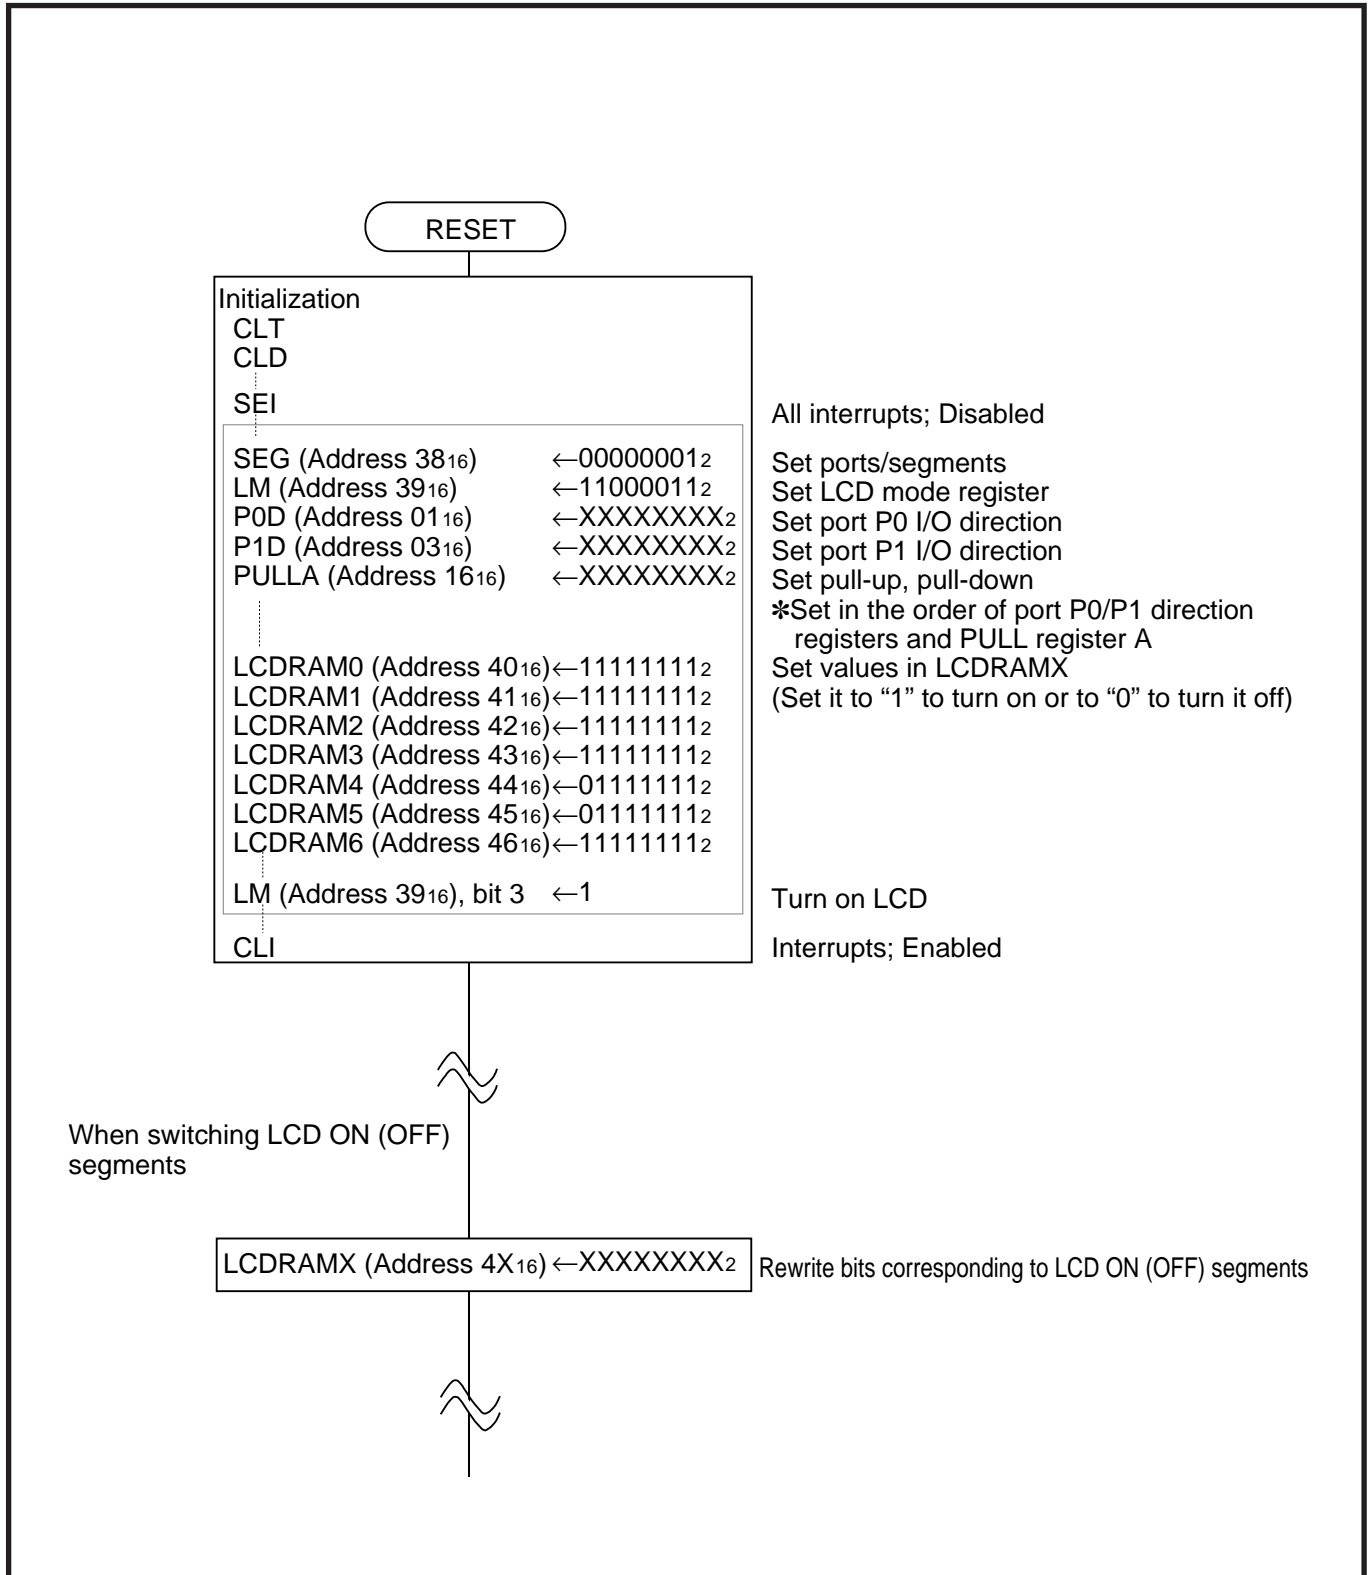 RESET
Initialization
CLT
CLD
SEI
All interrupts; Disabled
SEG (Address 38₁₆) ←00000001₂ Set ports/segments
LM (Address 39₁₆) ←11000011₂ Set LCD mode register
P0D (Address 01₁₆) ←XXXXXXXX₂ Set port P0 I/O direction
P1D (Address 03₁₆) ←XXXXXXXX₂ Set port P1 I/O direction
PULLA (Address 16₁₆) ←XXXXXXXX₂ Set pull-up, pull-down
✽Set in the order of port P0/P1 direction
registers and PULL register A
LCDRAM0 (Address 40₁₆)←11111111₂ Set values in LCDRAMX
LCDRAM1 (Address 41₁₆)←11111111₂ (Set it to “1” to turn on or to “0” to turn it off)
LCDRAM2 (Address 42₁₆)←11111111₂
LCDRAM3 (Address 43₁₆)←11111111₂
LCDRAM4 (Address 44₁₆)←01111111₂
LCDRAM5 (Address 45₁₆)←01111111₂
LCDRAM6 (Address 46₁₆)←11111111₂
LM (Address 39₁₆), bit 3 ←1 Turn on LCD
CLI Interrupts; Enabled
When switching LCD ON (OFF)
segments
LCDRAMX (Address 4X₁₆)←XXXXXXXX₂ Rewrite bits corresponding to LCD ON (OFF) segments